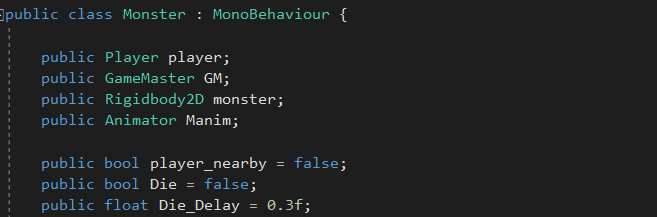 public class Monster : MonoBehaviour {
public Player player;
public GameMaster GM;
public Rigidbody2D monster;
public Animator Manim;
public bool player_nearby = false;
public bool Die = false;
public float Die_Delay = 0.3f;